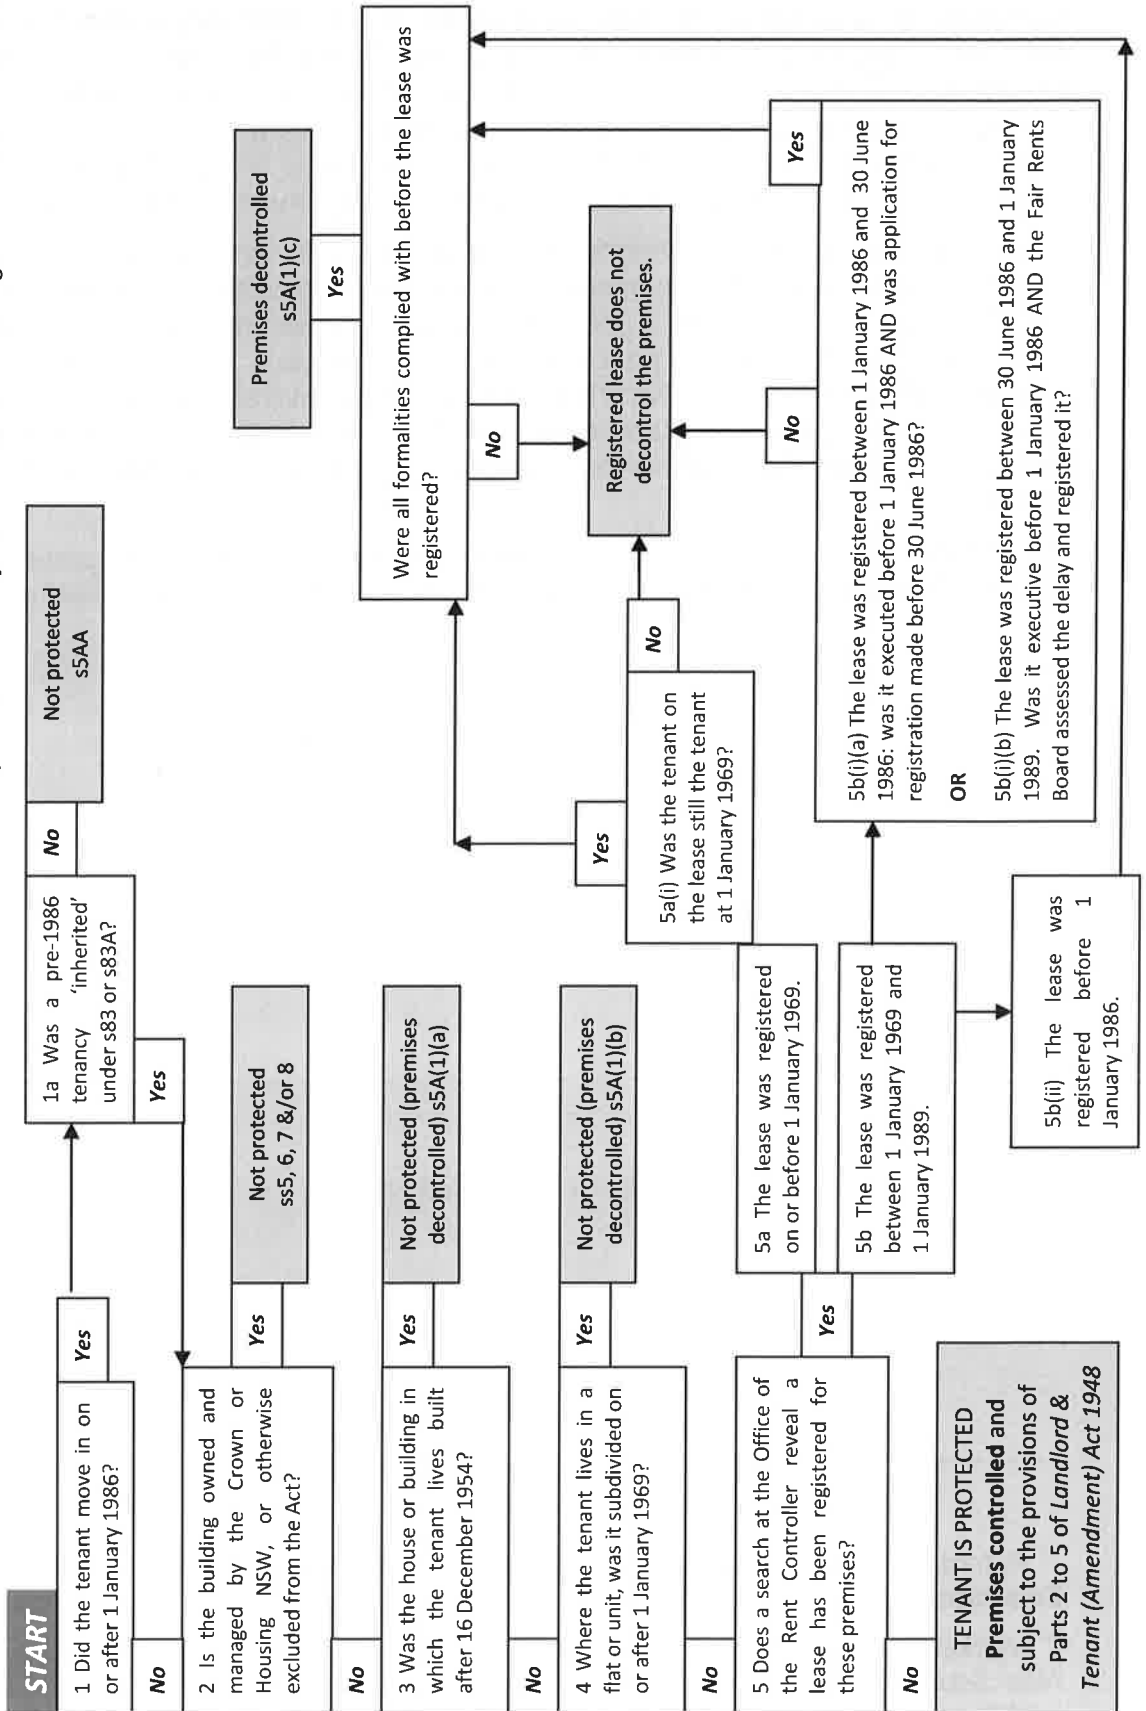 START
1 Did the tenant move in on
or after 1 January 1986?
Yes
No
1a Was a pre-1986
tenancy 'inherited'
under s83 or s83A?
No
Not protected
s5AA
Yes
2 Is the building owned and
managed by the Crown or
Housing NSW, or otherwise
excluded from the Act?
Yes
Not protected
ss5, 6, 7 &/or 8
No
3 Was the house or building in
which the tenant lives built
after 16 December 1954?
Yes
Not protected (premises
decontrolled) s5A(1)(a)
No
4 Where the tenant lives in a
flat or unit, was it subdivided on
or after 1 January 1969?
Yes
Not protected (premises
decontrolled) s5A(1)(b)
No
5 Does a search at the Office of
the Rent Controller reveal a
lease has been registered for
these premises?
Yes
No
TENANT IS PROTECTED
Premises controlled and
subject to the provisions of
Parts 2 to 5 of Landlord &
Tenant (Amendment) Act 1948
5a The lease was registered
on or before 1 January 1969.
5a(i) Was the tenant on
the lease still the tenant
at 1 January 1969?
Yes
No
5b The lease was registered
between 1 January 1969 and
1 January 1989.
5b(ii) The lease was
registered before 1
January 1986.
5b(i)(a) The lease was registered between 1 January 1986 and 30 June
1986: was it executed before 1 January 1986 AND was application for
registration made before 30 June 1986?
OR
5b(i)(b) The lease was registered between 30 June 1986 and 1 January
1989. Was it executive before 1 January 1986 AND the Fair Rents
Board assessed the delay and registered it?
No
Yes
Registered lease does not
decontrol the premises.
Were all formalities complied with before the lease was
registered?
No
Yes
Premises decontrolled
s5A(1)(c)